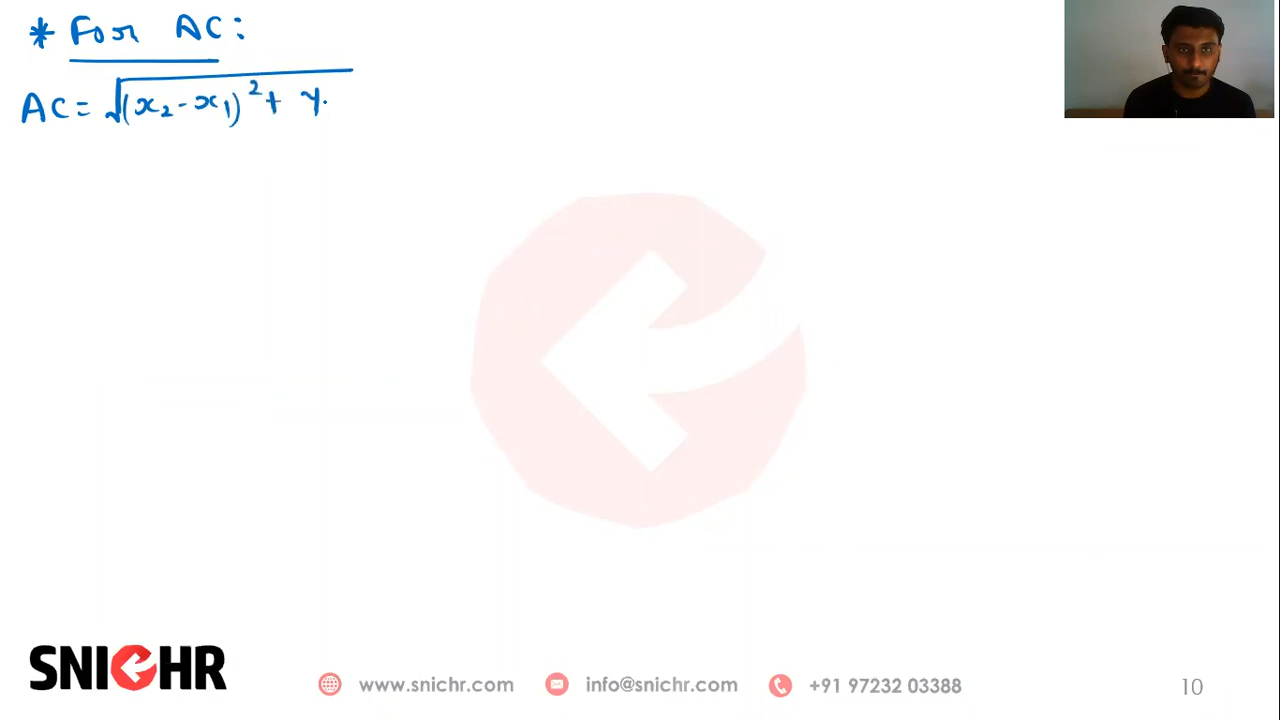 * For AC:
AC = √(x₂-x₁)² + y.
SNICHR
www.snichr.com info@snichr.com +91 97232 03388 10